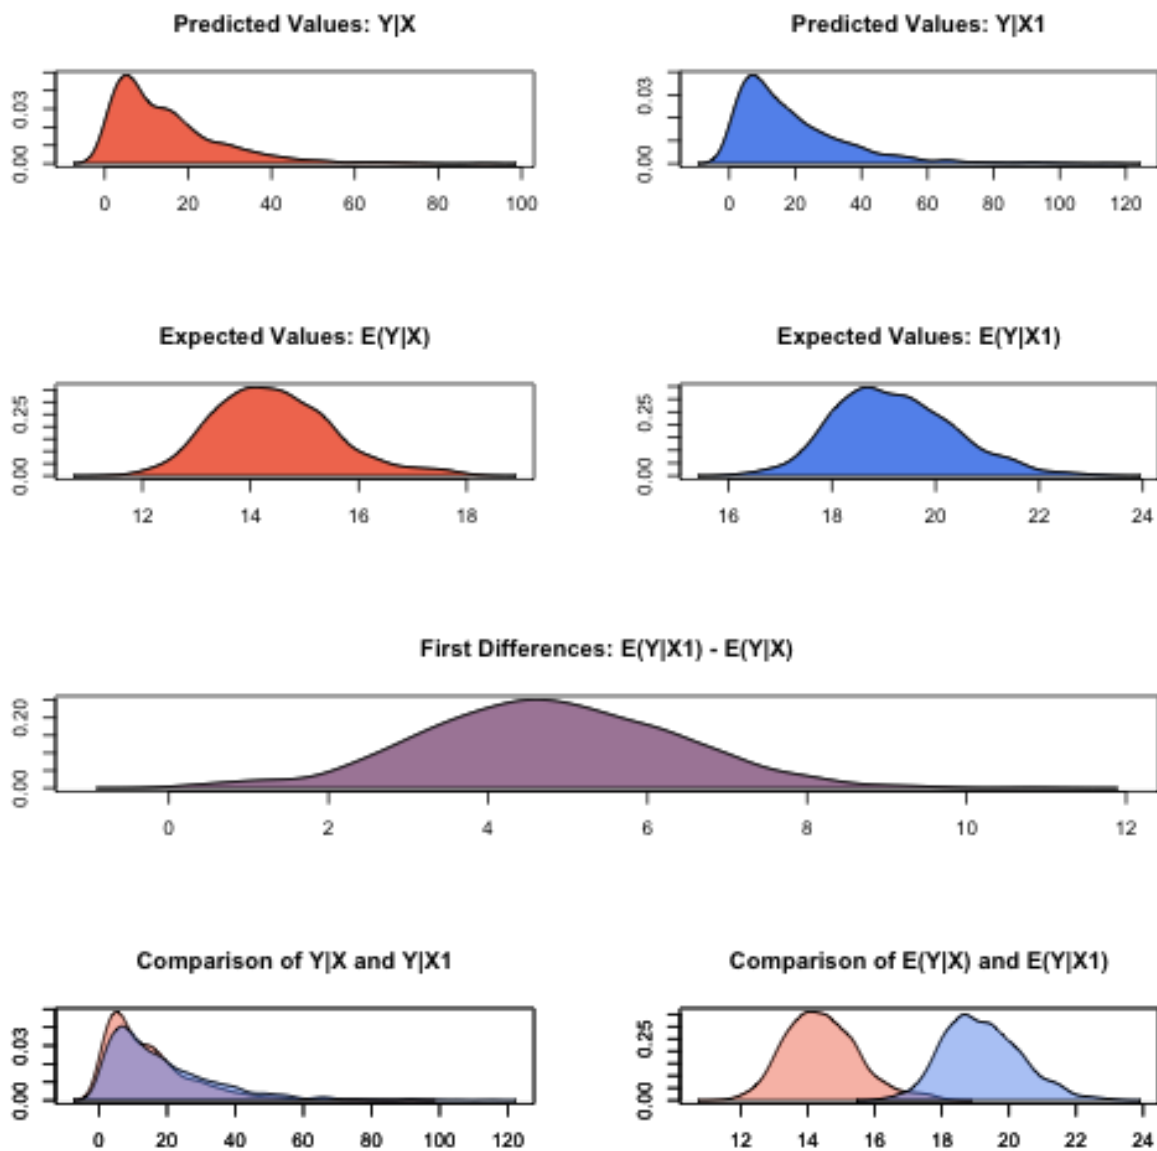 Predicted Values: Y|X
0.00 0.03
0 20 40 60 80 100
Predicted Values: Y|X1
0.00 0.03
0 20 40 60 80 100 120
Expected Values: E(Y|X)
0.00 0.25
12 14 16 18
Expected Values: E(Y|X1)
0.00 0.25
16 18 20 22 24
First Differences: E(Y|X1) - E(Y|X)
0.00 0.20
0 2 4 6 8 10 12
Comparison of Y|X and Y|X1
0.00 0.03
0 20 40 60 80 100 120
Comparison of E(Y|X) and E(Y|X1)
0.00 0.25
12 14 16 18 20 22 24